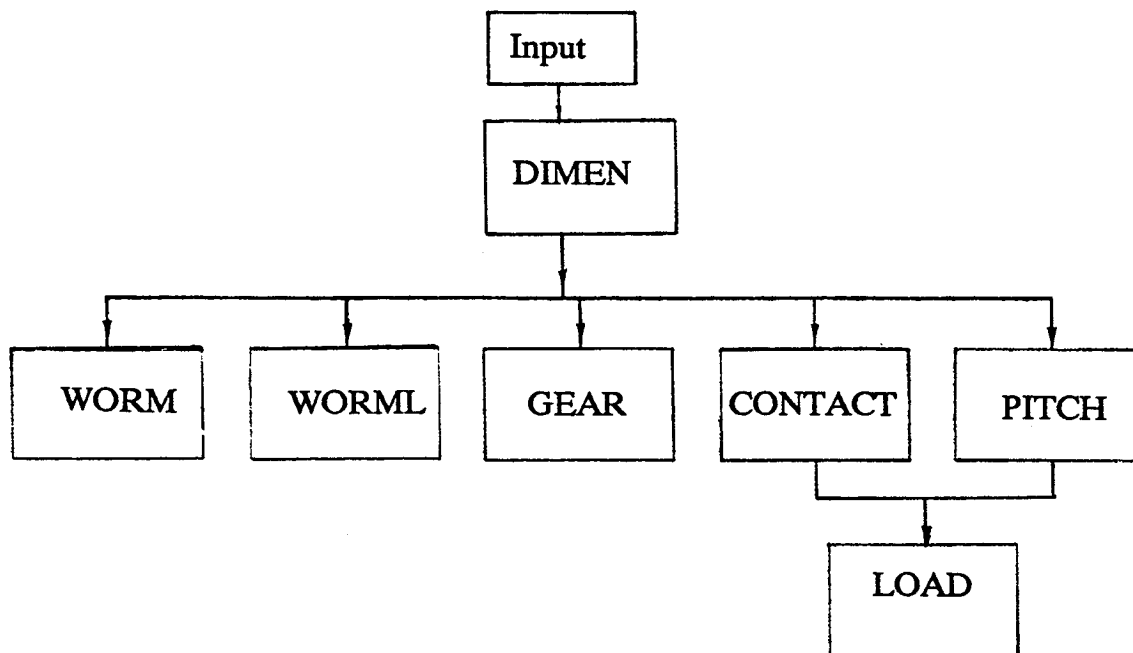 Input
DIMEN
WORM
WORML
GEAR
CONTACT
PITCH
LOAD